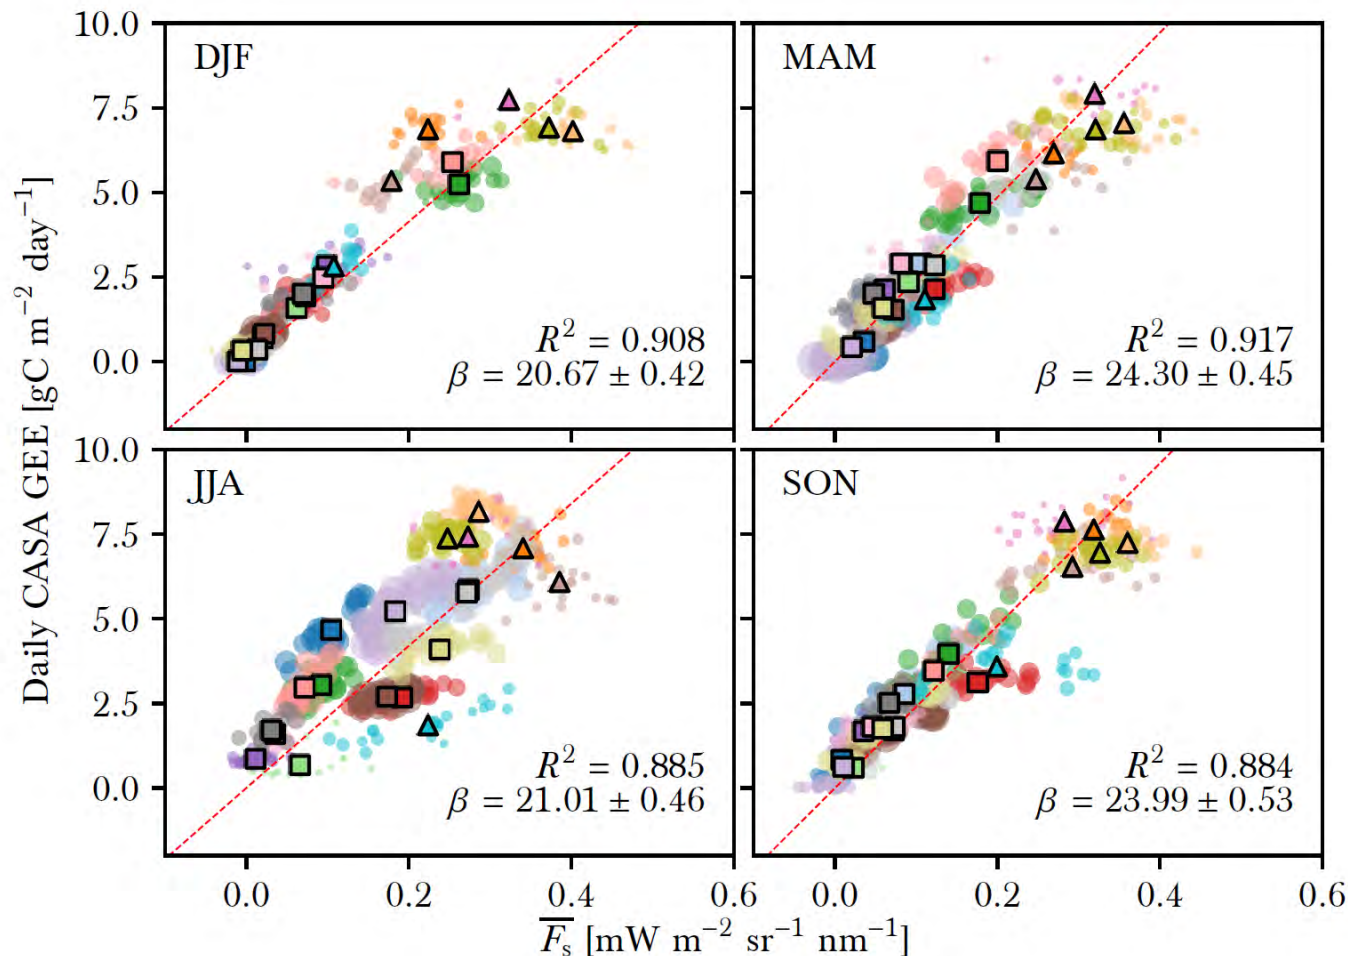 10.0
7.5
5.0
2.5
0.0
DJF
R² = 0.908
β = 20.67 ± 0.42
MAM
R² = 0.917
β = 24.30 ± 0.45
Daily CASA GEE [gC m⁻² day⁻¹]
10.0
7.5
5.0
2.5
0.0
JJA
R² = 0.885
β = 21.01 ± 0.46
SON
R² = 0.884
β = 23.99 ± 0.53
0.0 0.2 0.4 0.6 0.0 0.2 0.4 0.6
F̅ₛ [mW m⁻² sr⁻¹ nm⁻¹]